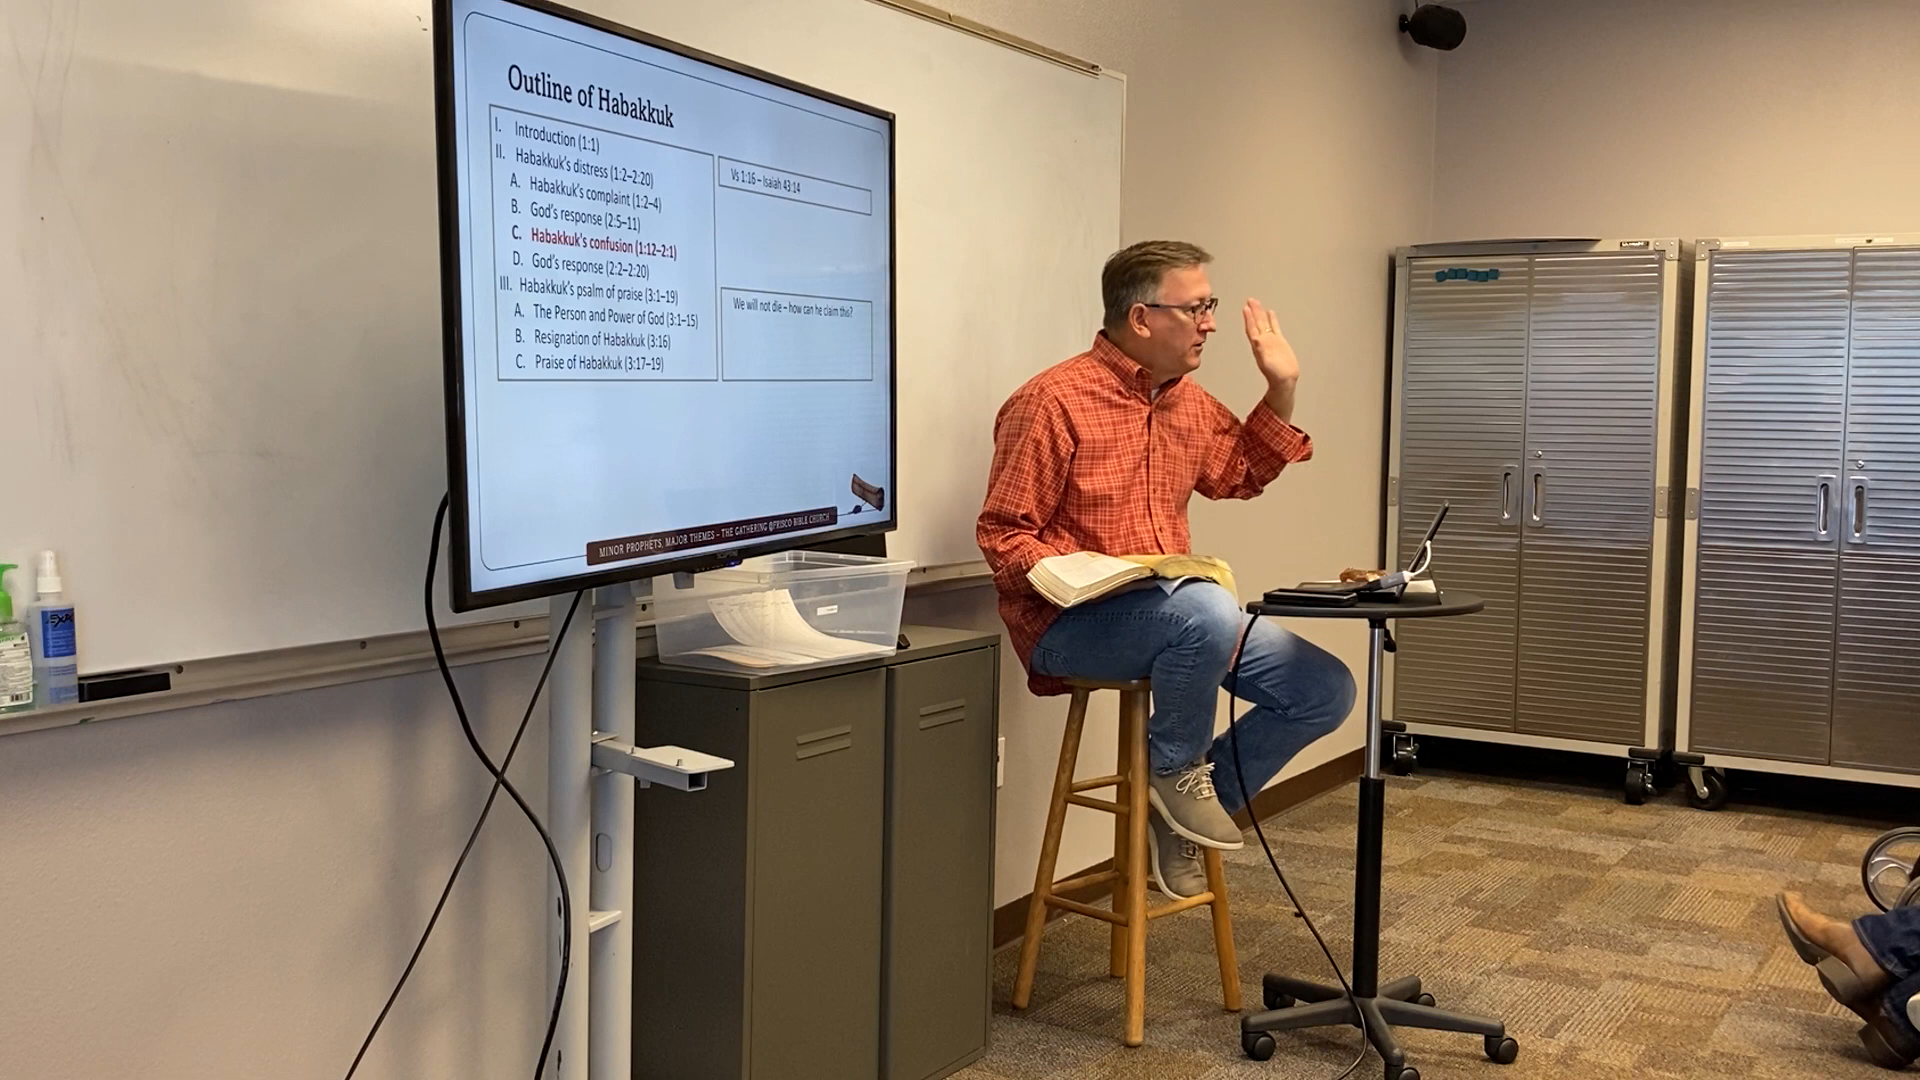 Outline of Habakkuk
I. Introduction (1:1)
II. Habakkuk's distress (1:2–2:20)
A. Habakkuk's complaint (1:2–4)
B. God's response (2:5–11)
C. Habakkuk's confusion (1:12–2:1)
D. God's response (2:2–2:20)
III. Habakkuk's psalm of praise (3:1–19)
A. The Person and Power of God (3:1–15)
B. Resignation of Habakkuk (3:16)
C. Praise of Habakkuk (3:17–19)
Vs 1:16 – Isaiah 43:14
We will not die – how can he claim this?
MINOR PROPHETS, MAJOR THEMES – THE GATHERING @FRISCO BIBLE CHURCH
SCEPTRE
EXPO